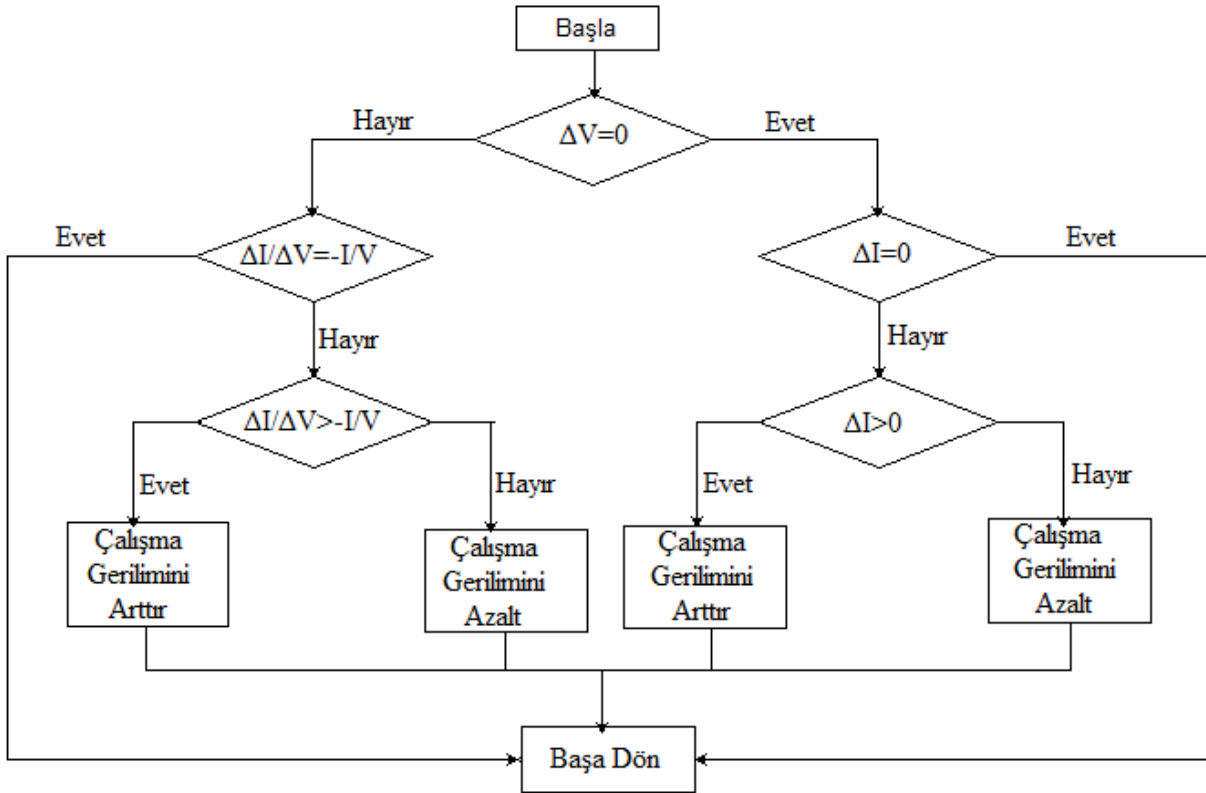 Başla
Hayır
ΔV=0
Evet
Evet
ΔI/ΔV=-I/V
ΔI=0
Evet
Hayır
Hayır
ΔI/ΔV>-I/V
ΔI>0
Evet
Hayır
Evet
Hayır
Çalışma
Gerilimini
Arttır
Çalışma
Gerilimini
Azalt
Çalışma
Gerilimini
Arttır
Çalışma
Gerilimini
Azalt
Başa Dön